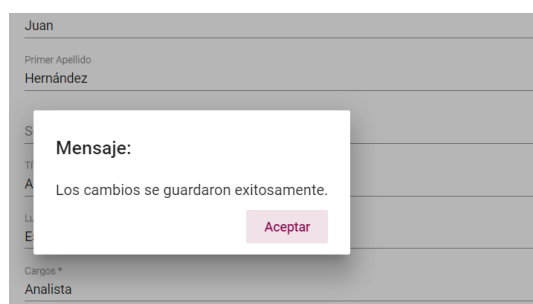 Juan
Primer Apellido
Hernández
Mensaje:
Los cambios se guardaron exitosamente.
Aceptar
Cargos *
Analista